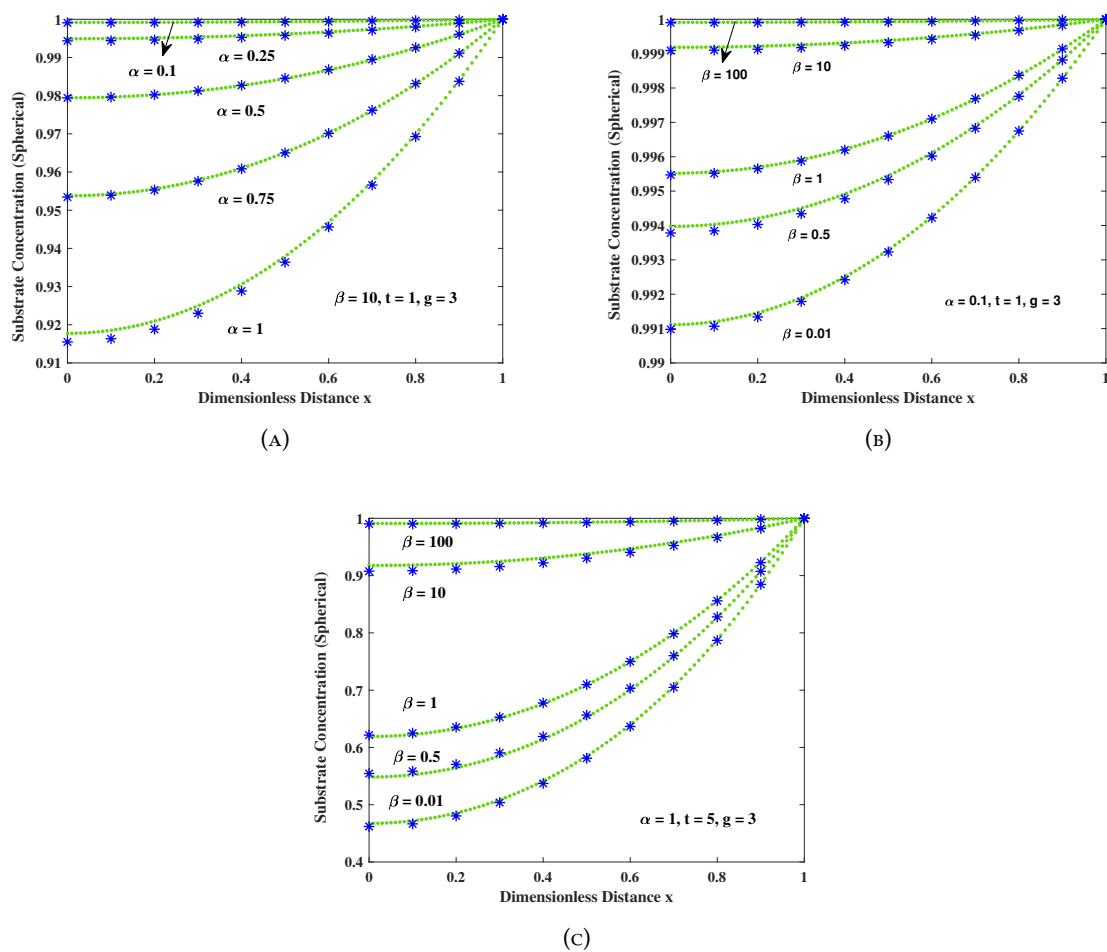 Substrate Concentration (Spherical)
1
0.99
0.98
0.97
0.96
0.95
0.94
0.93
0.92
0.91
α = 0.1
α = 0.25
α = 0.5
α = 0.75
α = 1
β = 10, t = 1, g = 3
0 0.2 0.4 0.6 0.8 1
Dimensionless Distance x
(A)
Substrate Concentration (Spherical)
1
0.999
0.998
0.997
0.996
0.995
0.994
0.993
0.992
0.991
0.99
β = 100
β = 10
β = 1
β = 0.5
β = 0.01
α = 0.1, t = 1, g = 3
0 0.2 0.4 0.6 0.8 1
Dimensionless Distance x
(B)
Substrate Concentration (Spherical)
1
0.9
0.8
0.7
0.6
0.5
0.4
β = 100
β = 10
β = 1
β = 0.5
β = 0.01
α = 1, t = 5, g = 3
0 0.2 0.4 0.6 0.8 1
Dimensionless Distance x
(C)